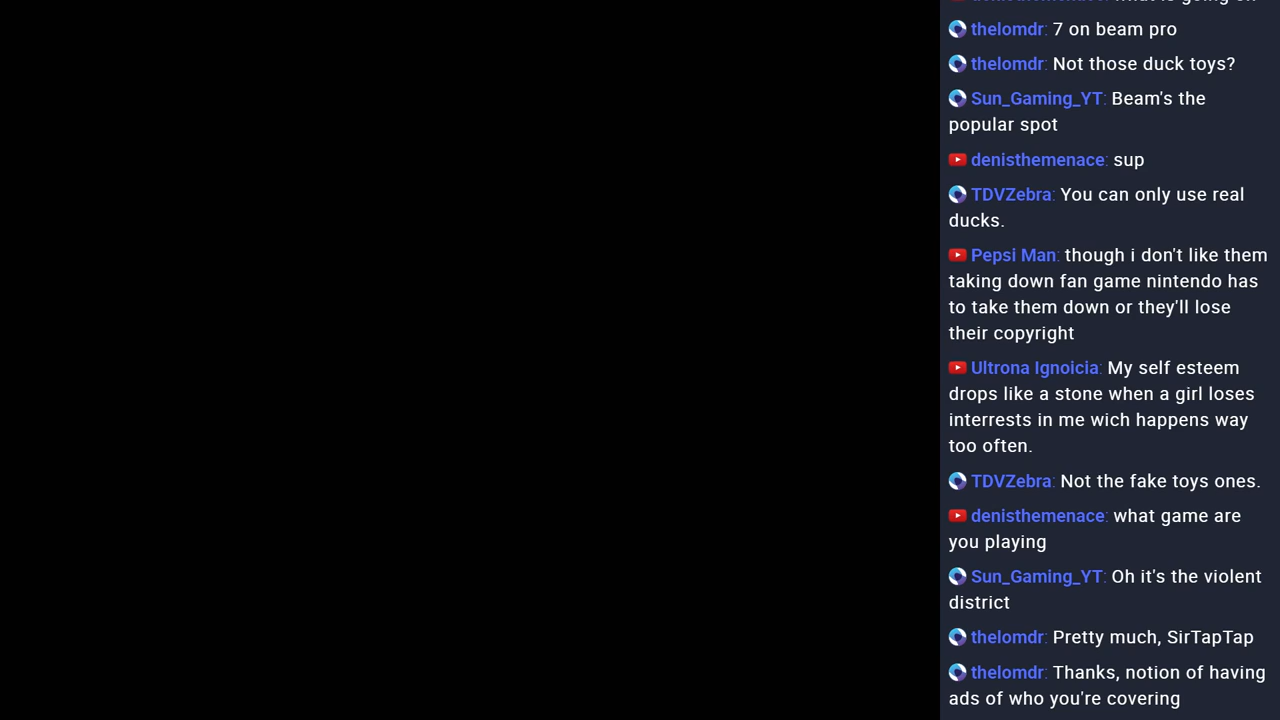 thelomdr: 7 on beam pro
thelomdr: Not those duck toys?
Sun_Gaming_YT: Beam's the
popular spot
denisthemenace: sup
TDVZebra: You can only use real
ducks.
Pepsi Man: though i don't like them
taking down fan game nintendo has
to take them down or they'll lose
their copyright
Ultrona Ignoicia: My self esteem
drops like a stone when a girl loses
interrests in me wich happens way
too often.
TDVZebra: Not the fake toys ones.
denisthemenace: what game are
you playing
Sun_Gaming_YT: Oh it's the violent
district
thelomdr: Pretty much, SirTapTap
thelomdr: Thanks, notion of having
ads of who you're covering